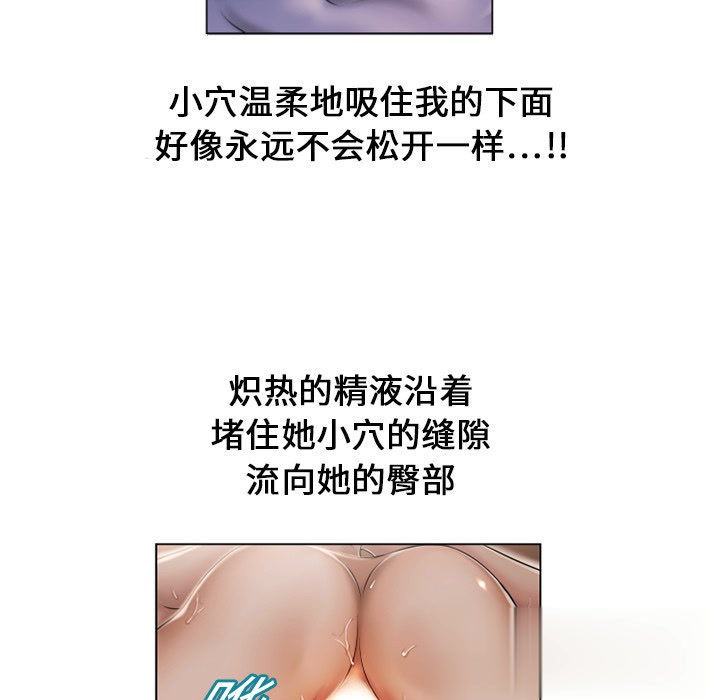 小穴温柔地吸住我的下面
好像永远不会松开一样...!!
炽热的精液沿着
堵住她小穴的缝隙
流向她的臀部